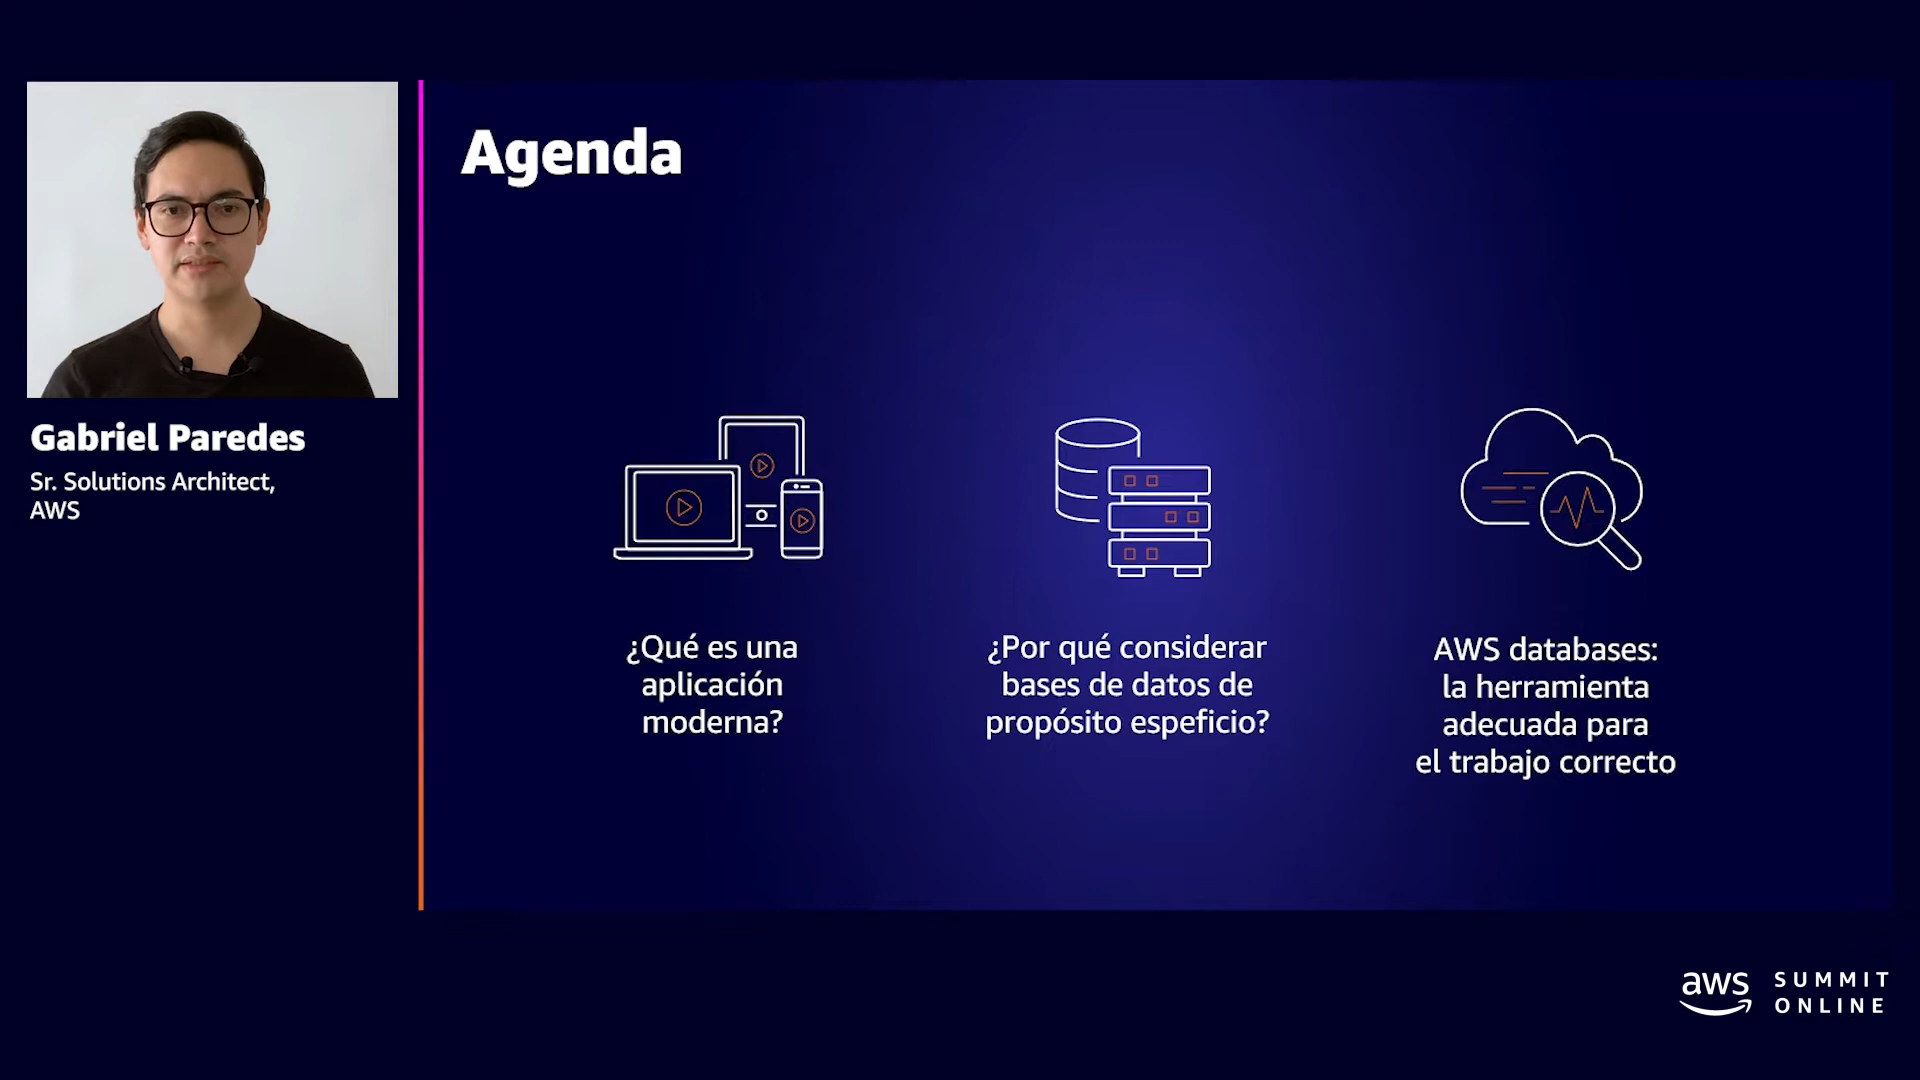 Agenda
Gabriel Paredes
Sr. Solutions Architect,
AWS
¿Qué es una
aplicación
moderna?
¿Por qué considerar
bases de datos de
propósito espeficio?
AWS databases:
la herramienta
adecuada para
el trabajo correcto
aws
SUMMIT
ONLINE